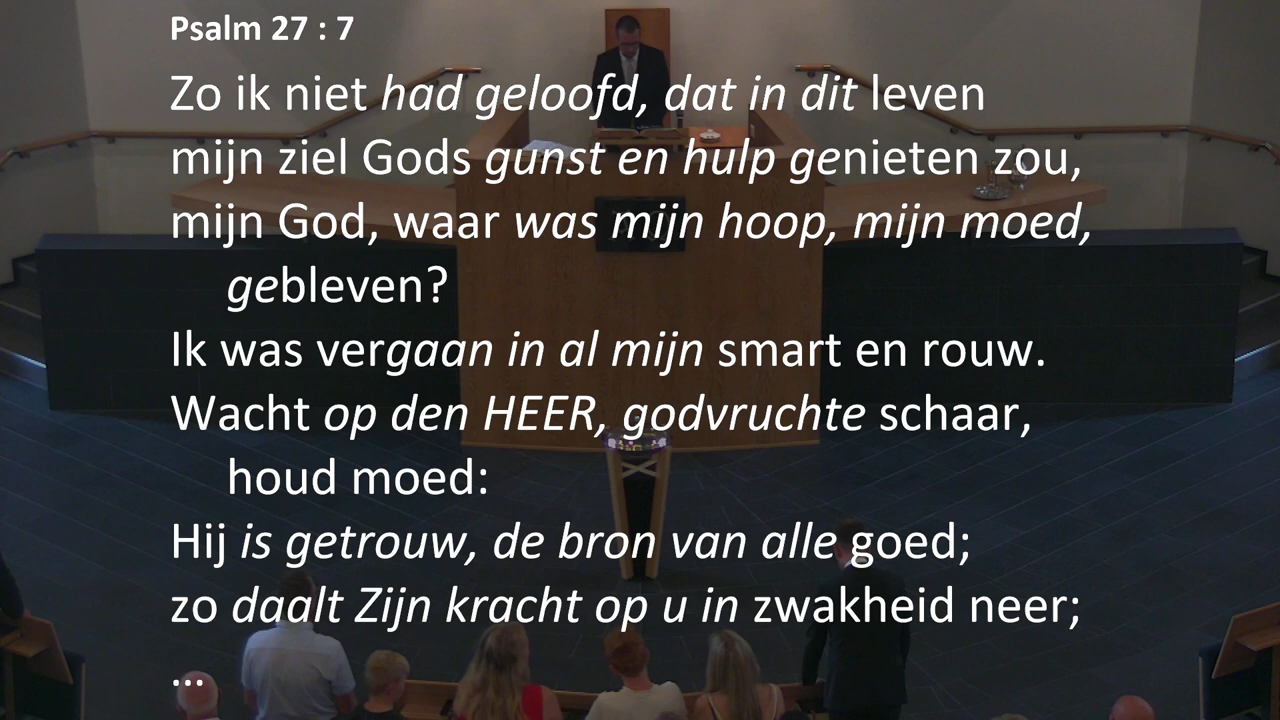 Psalm 27 : 7
Zo ik niet had geloofd, dat in dit leven
mijn ziel Gods gunst en hulp genieten zou,
mijn God, waar was mijn hoop, mijn moed,
gebleven?
Ik was vergaan in al mijn smart en rouw.
Wacht op den HEER, godvruchte schaar,
houd moed:
Hij is getrouw, de bron van alle goed;
zo daalt Zijn kracht op u in zwakheid neer;
...